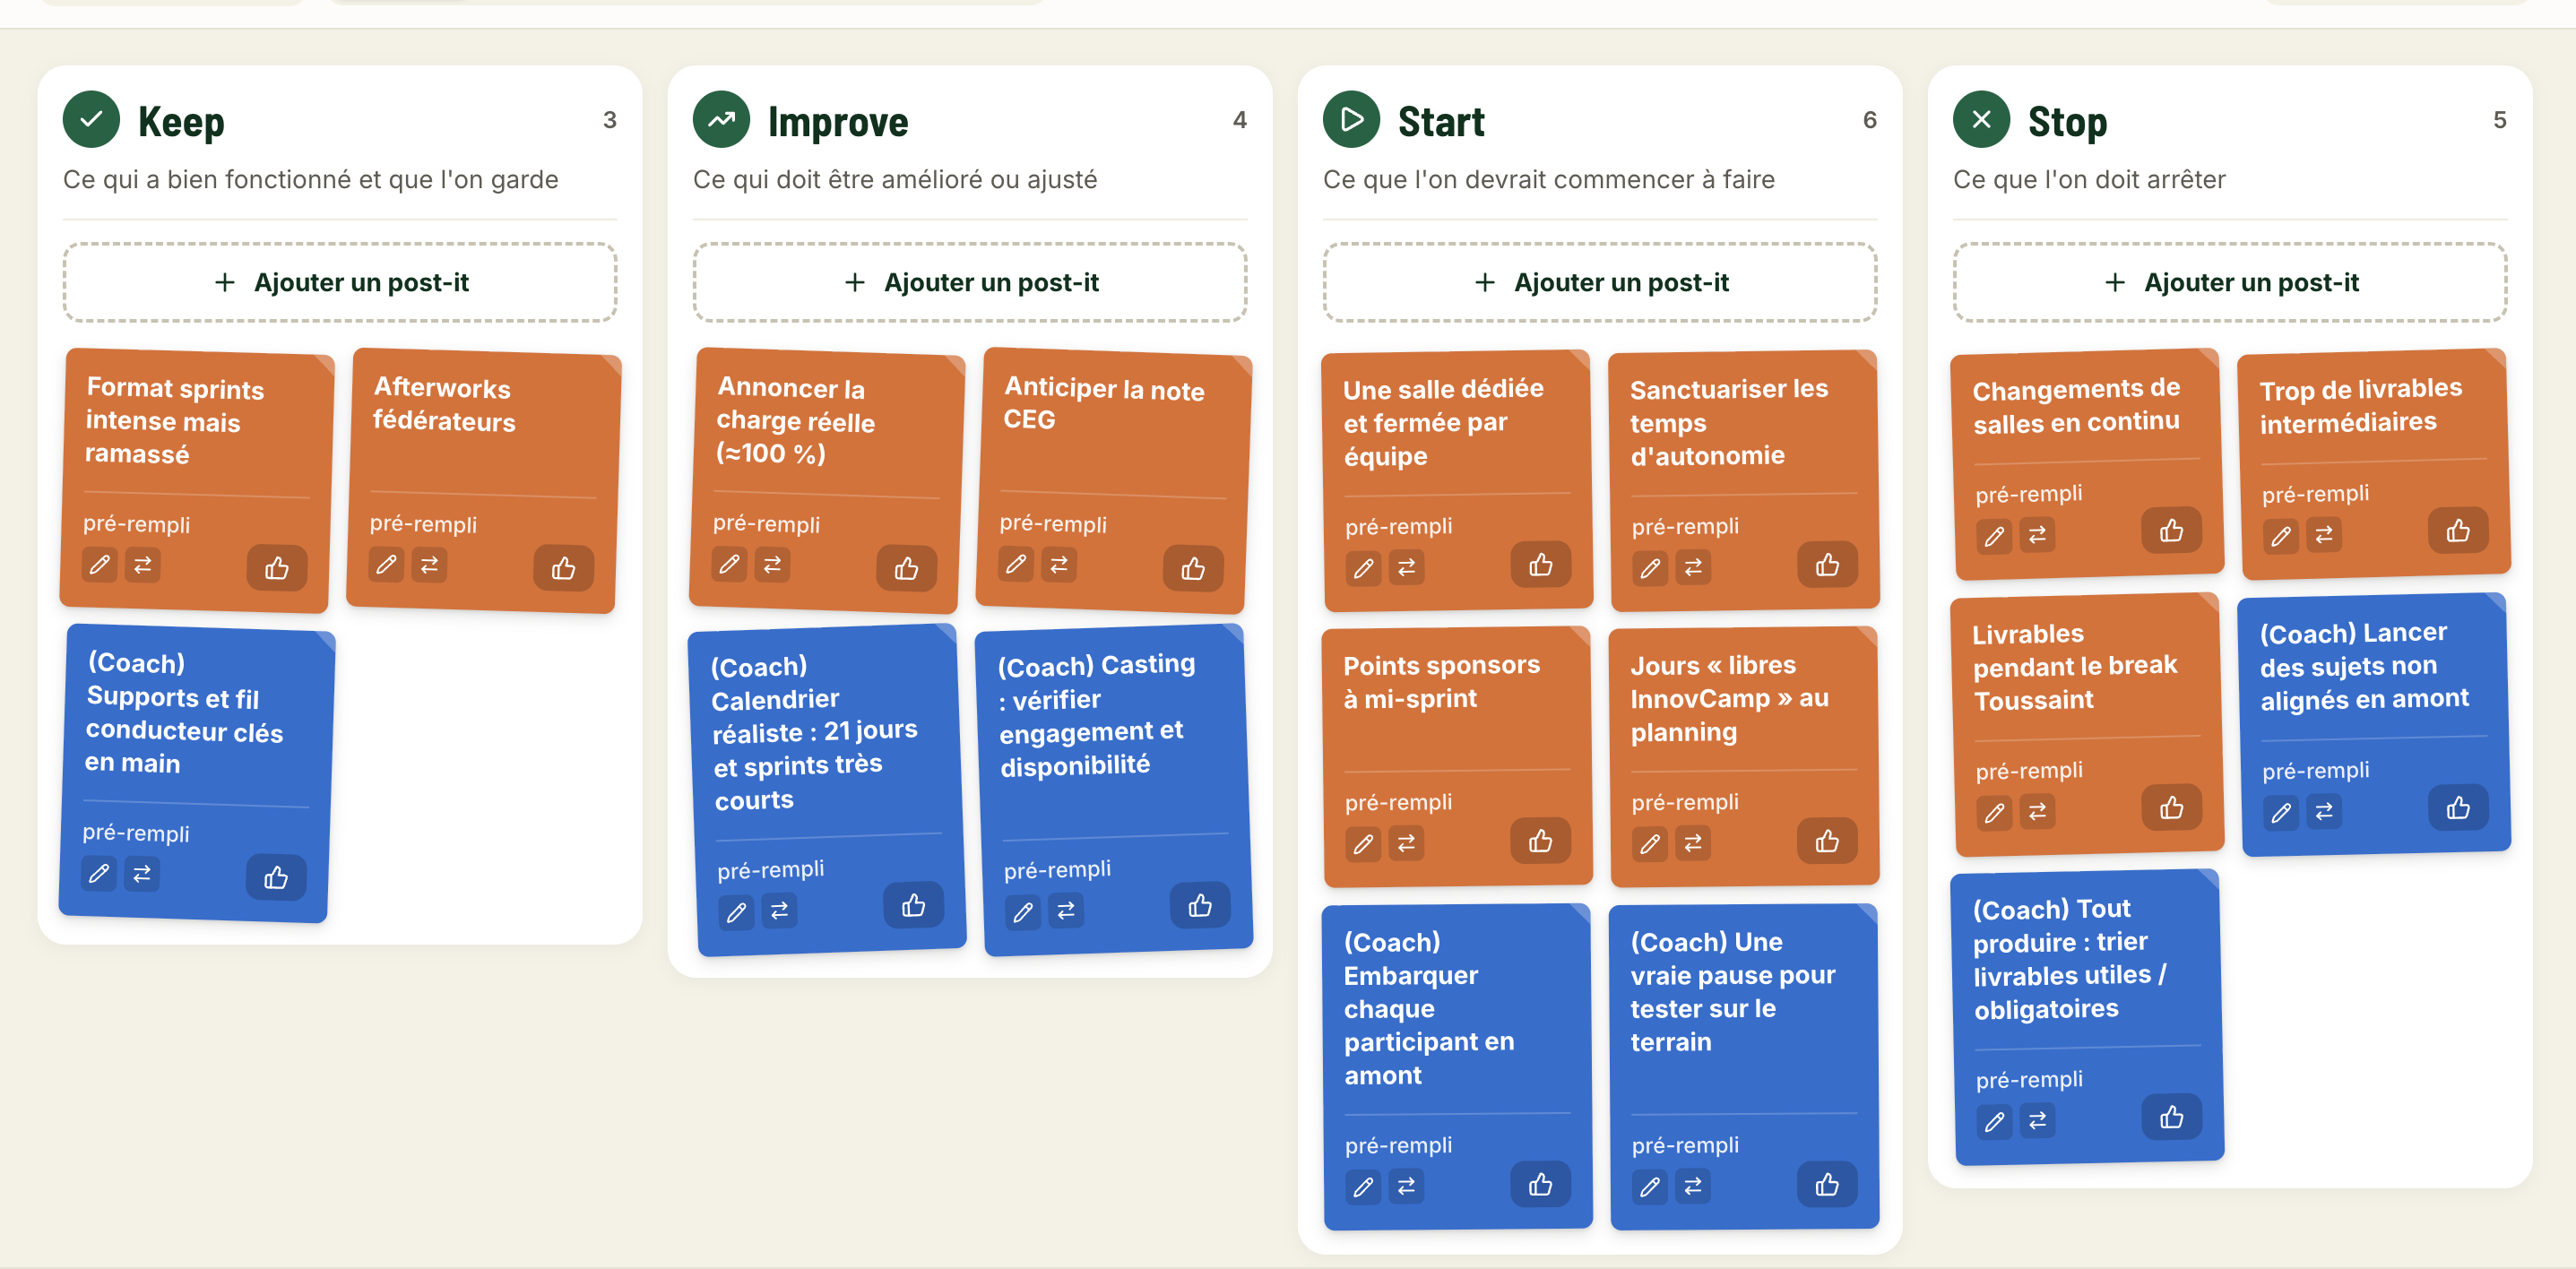 Keep
3
Ce qui a bien fonctionné et que l'on garde
Ajouter un post-it
Format sprints
intense mais
ramassé
pré-rempli
Afterworks
fédérateurs
pré-rempli
(Coach)
Supports et fil
conducteur clés
en main
pré-rempli
Improve
4
Ce qui doit être amélioré ou ajusté
Ajouter un post-it
Annoncer la
charge réelle
(≈100 %)
pré-rempli
Anticiper la note
CEG
pré-rempli
(Coach)
Calendrier
réaliste : 21 jours
et sprints très
courts
pré-rempli
(Coach) Casting
: vérifier
engagement et
disponibilité
pré-rempli
Start
6
Ce que l'on devrait commencer à faire
Ajouter un post-it
Une salle dédiée
et fermée par
équipe
pré-rempli
Sanctuariser les
temps
d'autonomie
pré-rempli
Points sponsors
à mi-sprint
pré-rempli
Jours « libres
InnovCamp » au
planning
pré-rempli
(Coach)
Embarquer
chaque
participant en
amont
pré-rempli
(Coach) Une
vraie pause pour
tester sur le
terrain
pré-rempli
Stop
5
Ce que l'on doit arrêter
Ajouter un post-it
Changements de
salles en continu
pré-rempli
Trop de livrables
intermédiaires
pré-rempli
Livrables
pendant le break
Toussaint
pré-rempli
(Coach) Lancer
des sujets non
alignés en amont
pré-rempli
(Coach) Tout
produire : trier
livrables utiles /
obligatoires
pré-rempli